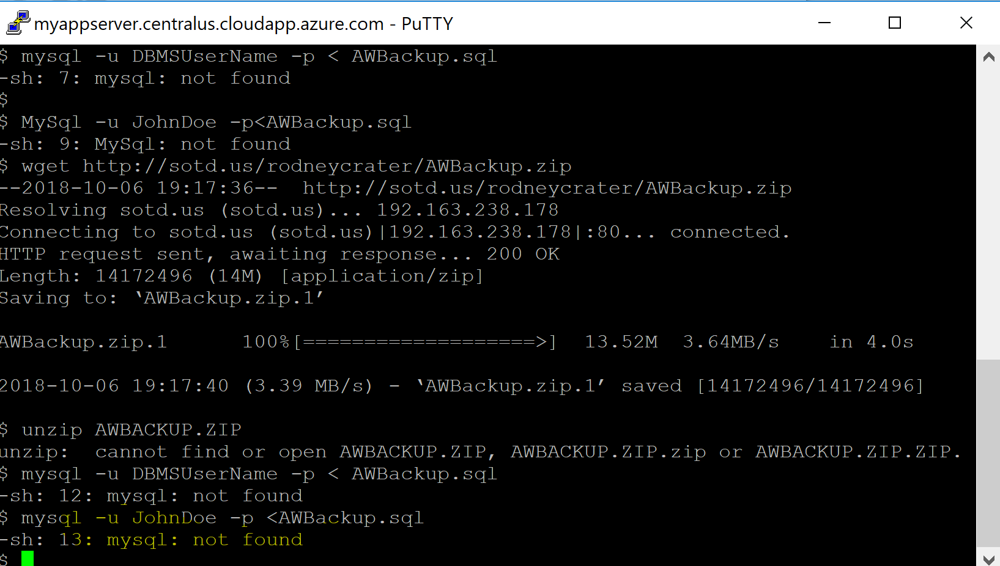 myappserver.centralus.cloudapp.azure.com - PuTTY
$ mysql -u DBMSUserName -p < AWBackup.sql
-sh: 7: mysql: not found
$
$ MySql -u JohnDoe -p<AWBackup.sql
-sh: 9: MySql: not found
$ wget http://sotd.us/rodneycrater/AWBackup.zip
--2018-10-06 19:17:36--  http://sotd.us/rodneycrater/AWBackup.zip
Resolving sotd.us (sotd.us)... 192.163.238.178
Connecting to sotd.us (sotd.us)|192.163.238.178|:80... connected.
HTTP request sent, awaiting response... 200 OK
Length: 14172496 (14M) [application/zip]
Saving to: ‘AWBackup.zip.1’
AWBackup.zip.1      100%[===================>]  13.52M  3.64MB/s    in 4.0s
2018-10-06 19:17:40 (3.39 MB/s) - ‘AWBackup.zip.1’ saved [14172496/14172496]
$ unzip AWBACKUP.ZIP
unzip:  cannot find or open AWBACKUP.ZIP, AWBACKUP.ZIP.zip or AWBACKUP.ZIP.ZIP.
$ mysql -u DBMSUserName -p < AWBackup.sql
-sh: 12: mysql: not found
$ mysql -u JohnDoe -p <AWBackup.sql
-sh: 13: mysql: not found
$